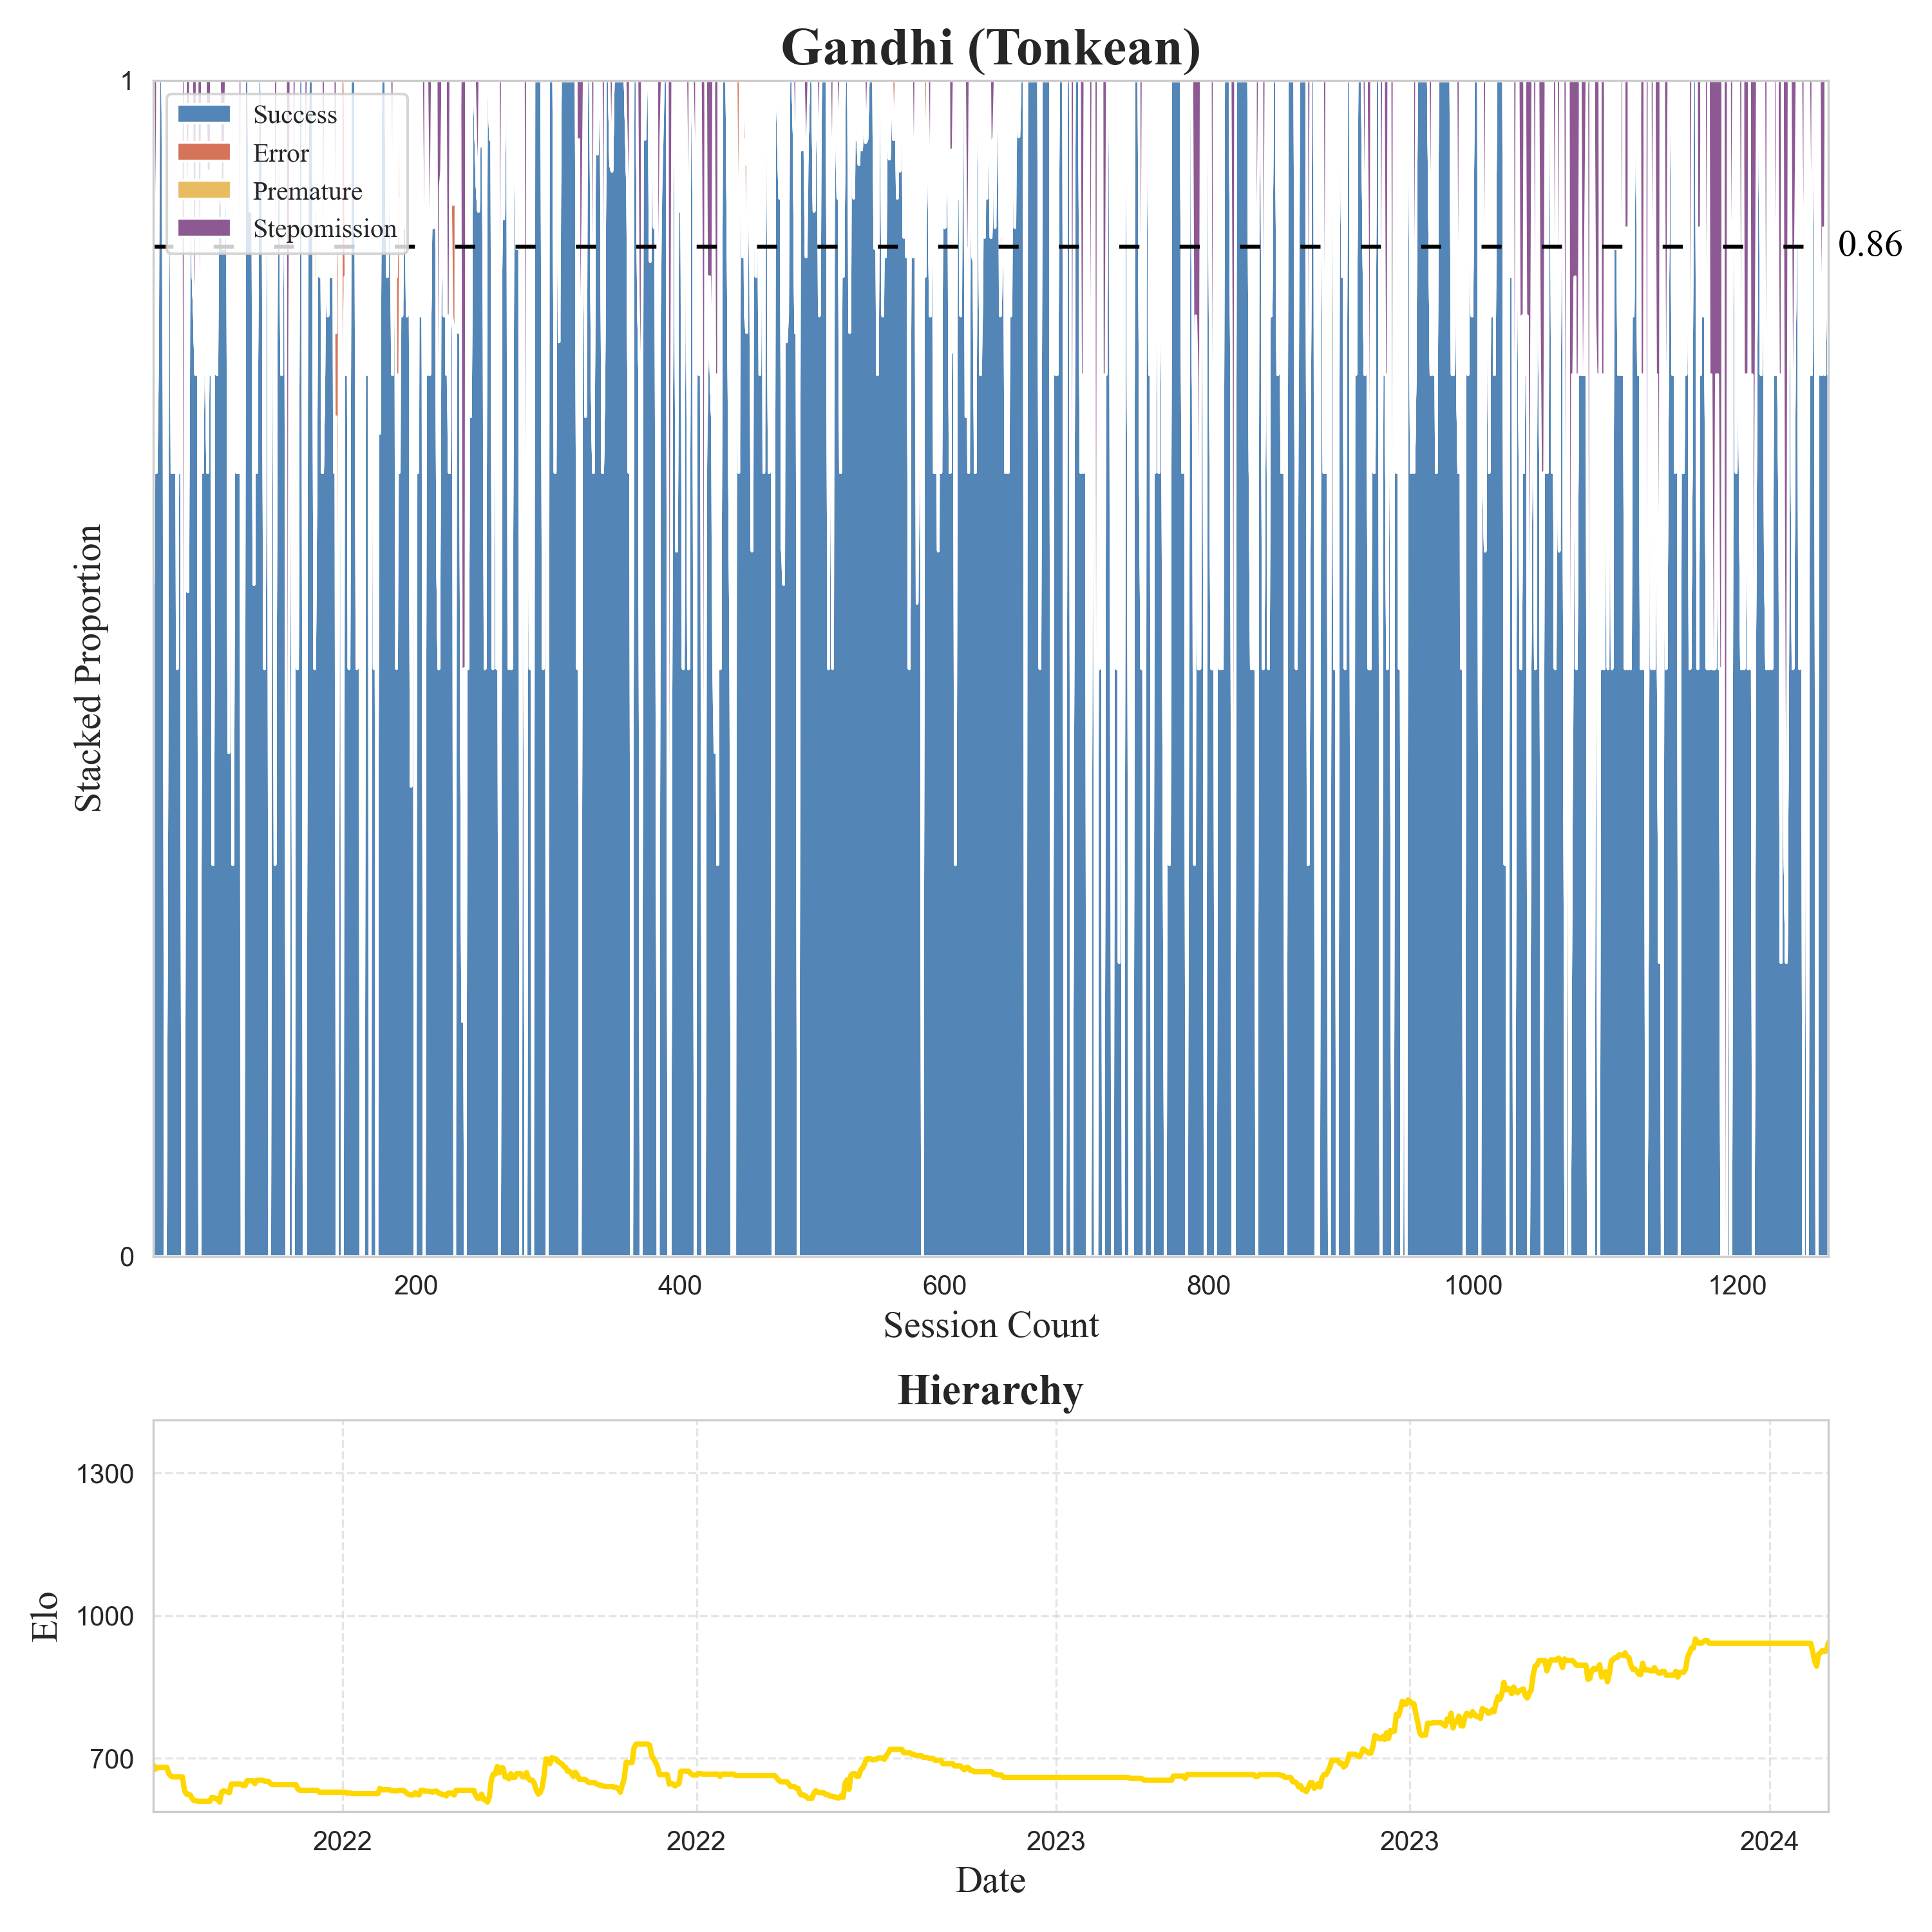 Gandhi (Tonkean)
1
Success
Error
Premature
Stepomission
0.86
Stacked Proportion
0
200 400 600 800 1000 1200
Session Count
Hierarchy
1300
1000
700
Elo
2022 2022 2023 2023 2024
Date